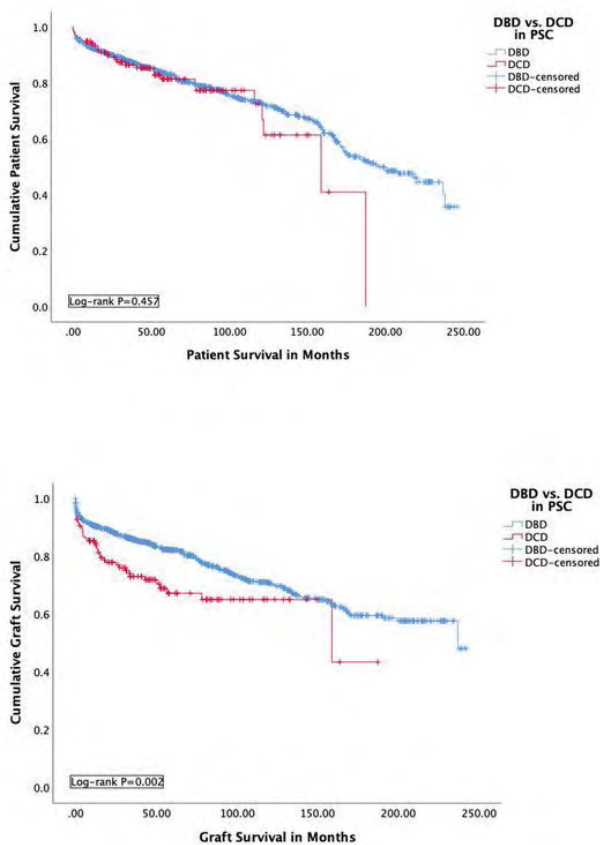 DBD vs. DCD
in PSC
DBD
DCD
DBD-censored
DCD-censored
Cumulative Patient Survival
1.0
0.8
0.6
0.4
0.2
0.0
Log-rank P=0.457
.00 50.00 100.00 150.00 200.00 250.00
Patient Survival in Months
DBD vs. DCD
in PSC
DBD
DCD
DBD-censored
DCD-censored
Cumulative Graft Survival
1.0
0.8
0.6
0.4
0.2
0.0
Log-rank P=0.002
.00 50.00 100.00 150.00 200.00 250.00
Graft Survival in Months